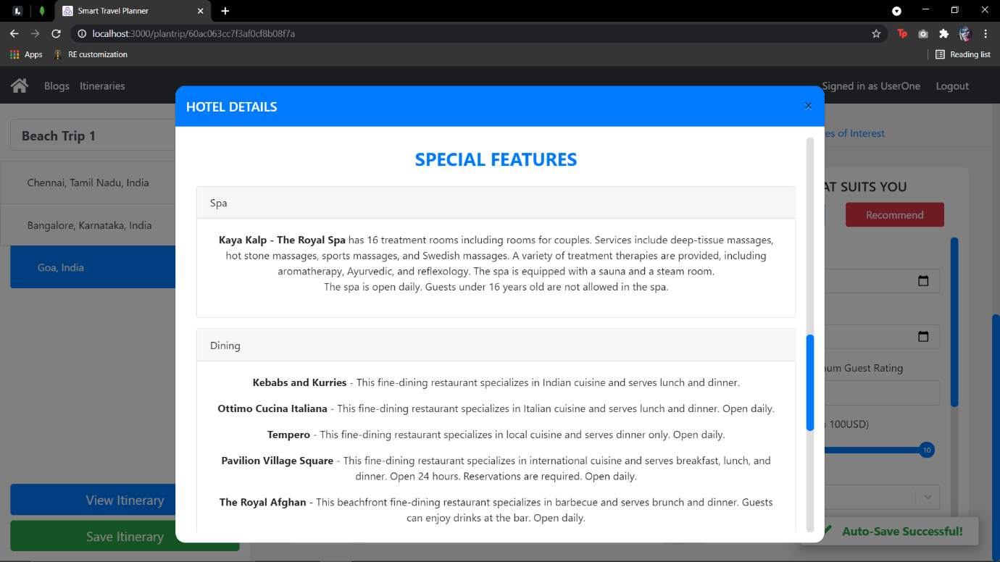 Smart Travel Planner
localhost:3000/plantrip/60ac063cc7f3af0cf8b08f7a
Apps
RE customization
Reading list
Blogs
Itineraries
Signed in as UserOne
Logout
HOTEL DETAILS
×
Beach Trip 1
Chennai, Tamil Nadu, India
Bangalore, Karnataka, India
Goa, India
View Itinerary
Save Itinerary
SPECIAL FEATURES
Spa
Kaya Kalp - The Royal Spa has 16 treatment rooms including rooms for couples. Services include deep-tissue massages,
hot stone massages, sports massages, and Swedish massages. A variety of treatment therapies are provided, including
aromatherapy, Ayurvedic, and reflexology. The spa is equipped with a sauna and a steam room.
The spa is open daily. Guests under 16 years old are not allowed in the spa.
Dining
Kebabs and Kurries - This fine-dining restaurant specializes in Indian cuisine and serves lunch and dinner.
Ottimo Cucina Italiana - This fine-dining restaurant specializes in Italian cuisine and serves lunch and dinner. Open daily.
Tempero - This fine-dining restaurant specializes in local cuisine and serves dinner only. Open daily.
Pavilion Village Square - This fine-dining restaurant specializes in international cuisine and serves breakfast, lunch, and
dinner. Open 24 hours. Reservations are required. Open daily.
The Royal Afghan - This beachfront fine-dining restaurant specializes in barbecue and serves brunch and dinner. Guests
can enjoy drinks at the bar. Open daily.
of Interest
SUITS YOU
Recommend
Guest Rating
100USD)
10
Auto-Save Successful!